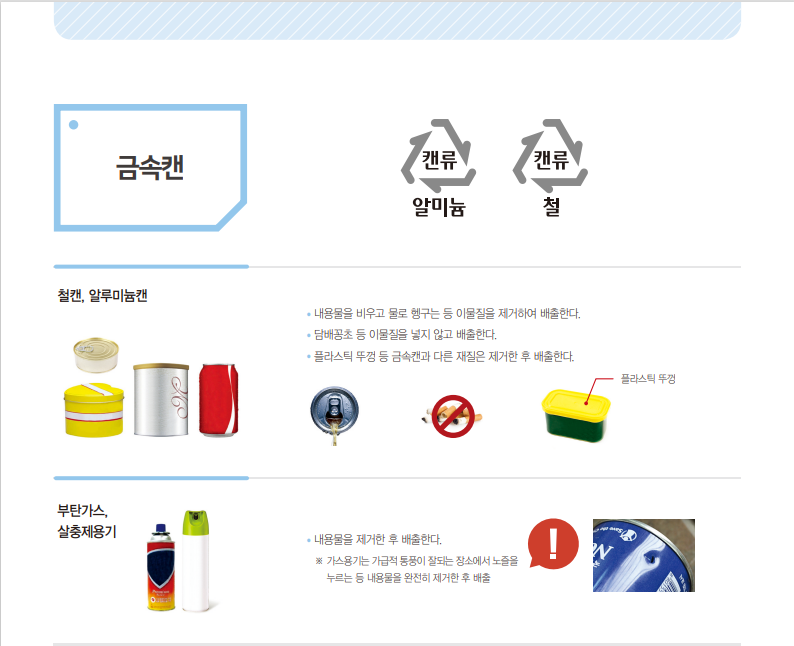 금속캔
캔류
알미늄
캔류
철
철캔, 알루미늄캔
• 내용물을 비우고 물로 헹구는 등 이물질을 제거하여 배출한다.
• 담배꽁초 등 이물질을 넣지 않고 배출한다.
• 플라스틱 뚜껑 등 금속캔과 다른 재질은 제거한 후 배출한다.
플라스틱 뚜껑
부탄가스,
살충제용기
• 내용물을 제거한 후 배출한다.
※ 가스용기는 가급적 통풍이 잘되는 장소에서 노즐을
누르는 등 내용물을 완전히 제거한 후 배출
!